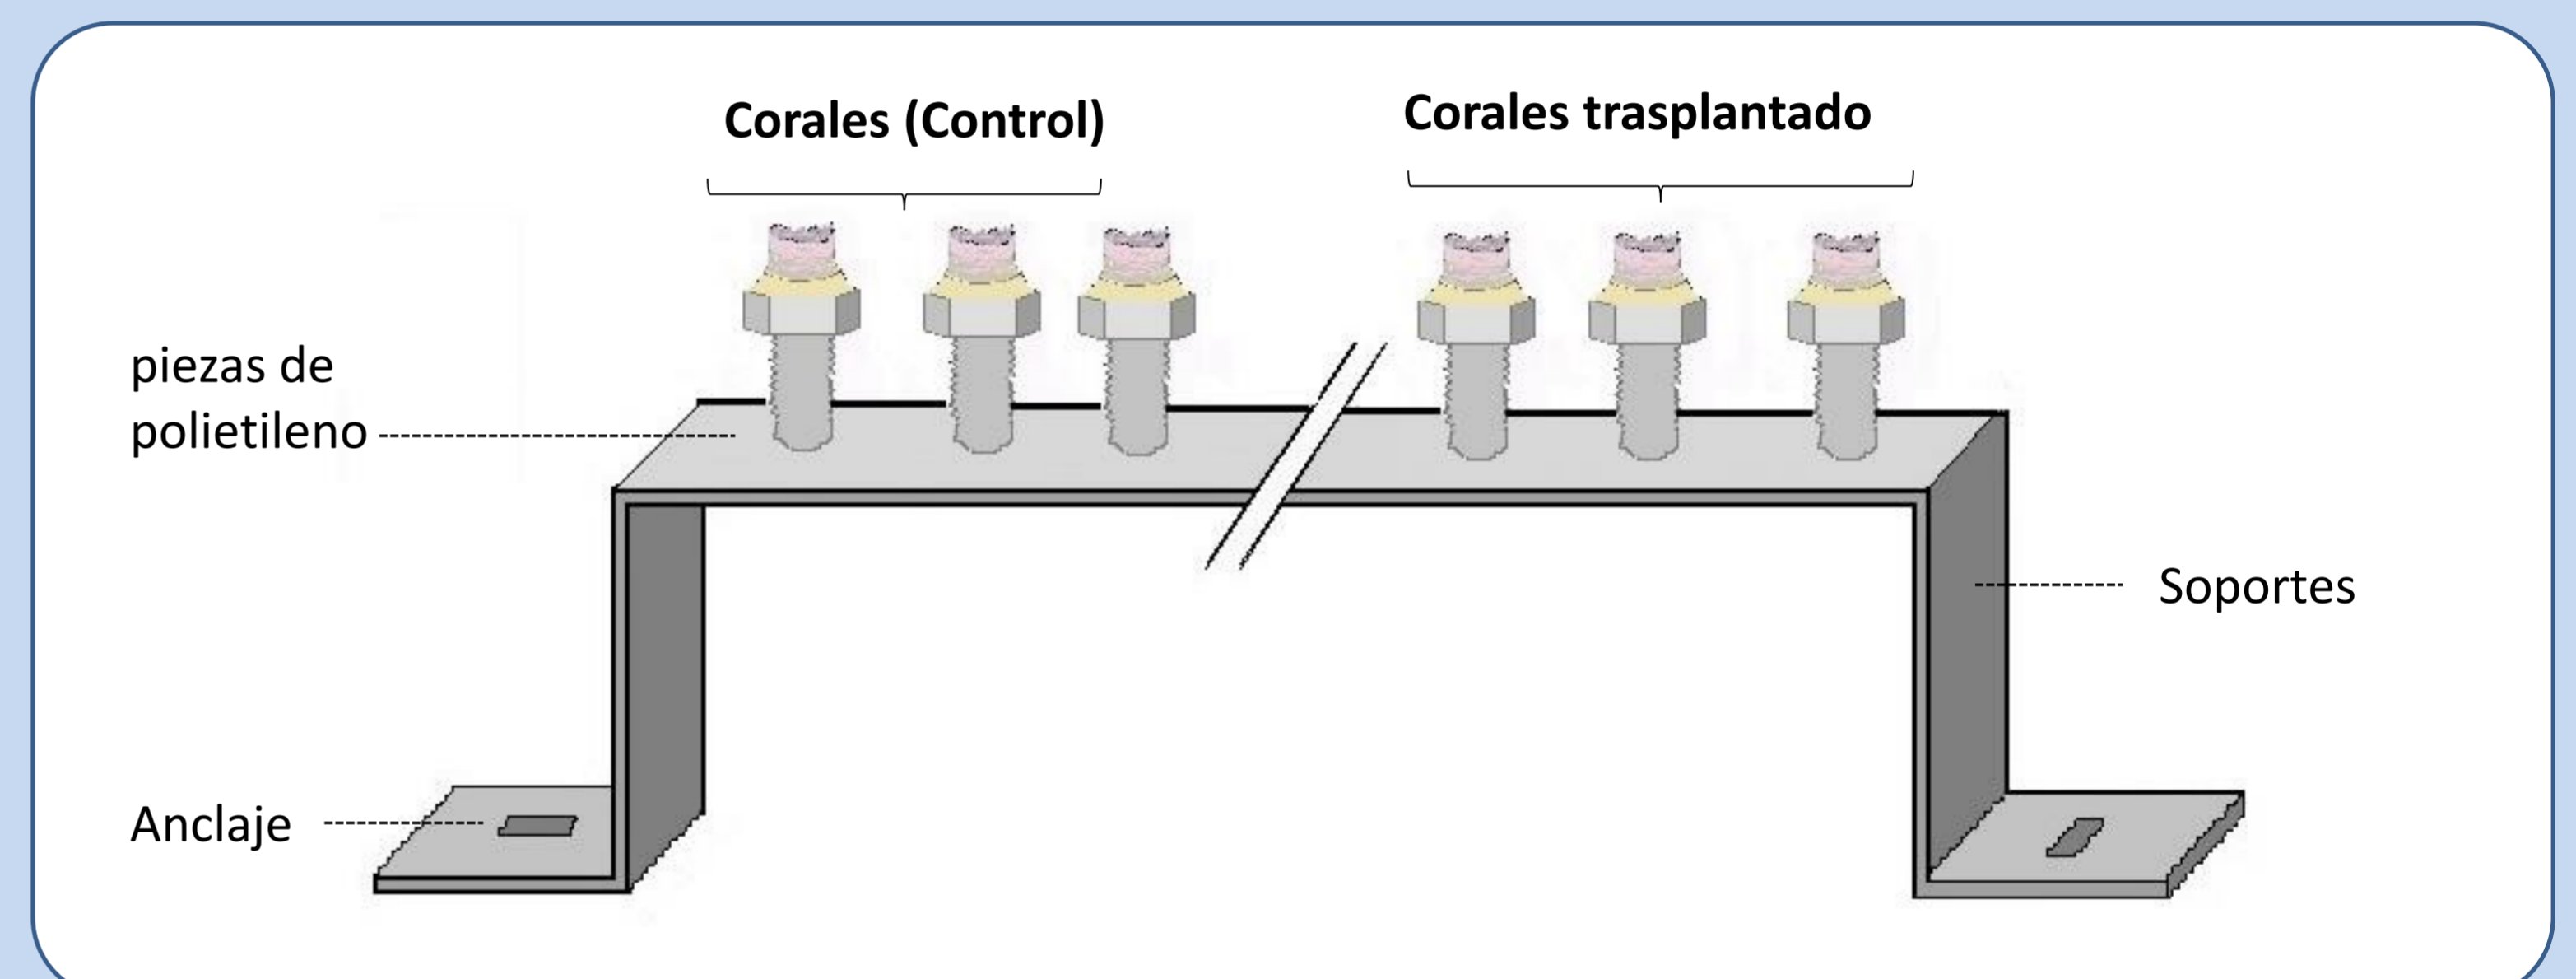 Corales (Control)
Corales trasplantado
piezas de
polietileno
Soportes
Anclaje